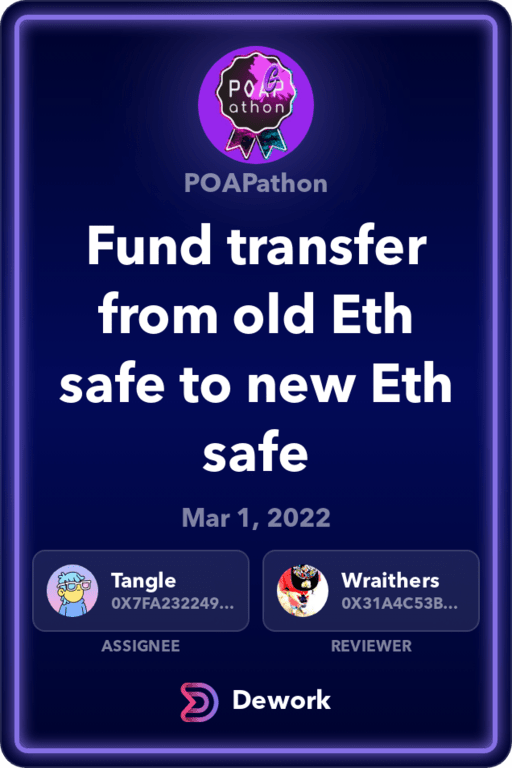 POAP
athon
POAPathon
Fund transfer
from old Eth
safe to new Eth
safe
Mar 1, 2022
Tangle
0X7FA232249...
ASSIGNEE
Wraithers
0X31A4C53B...
REVIEWER
Dework